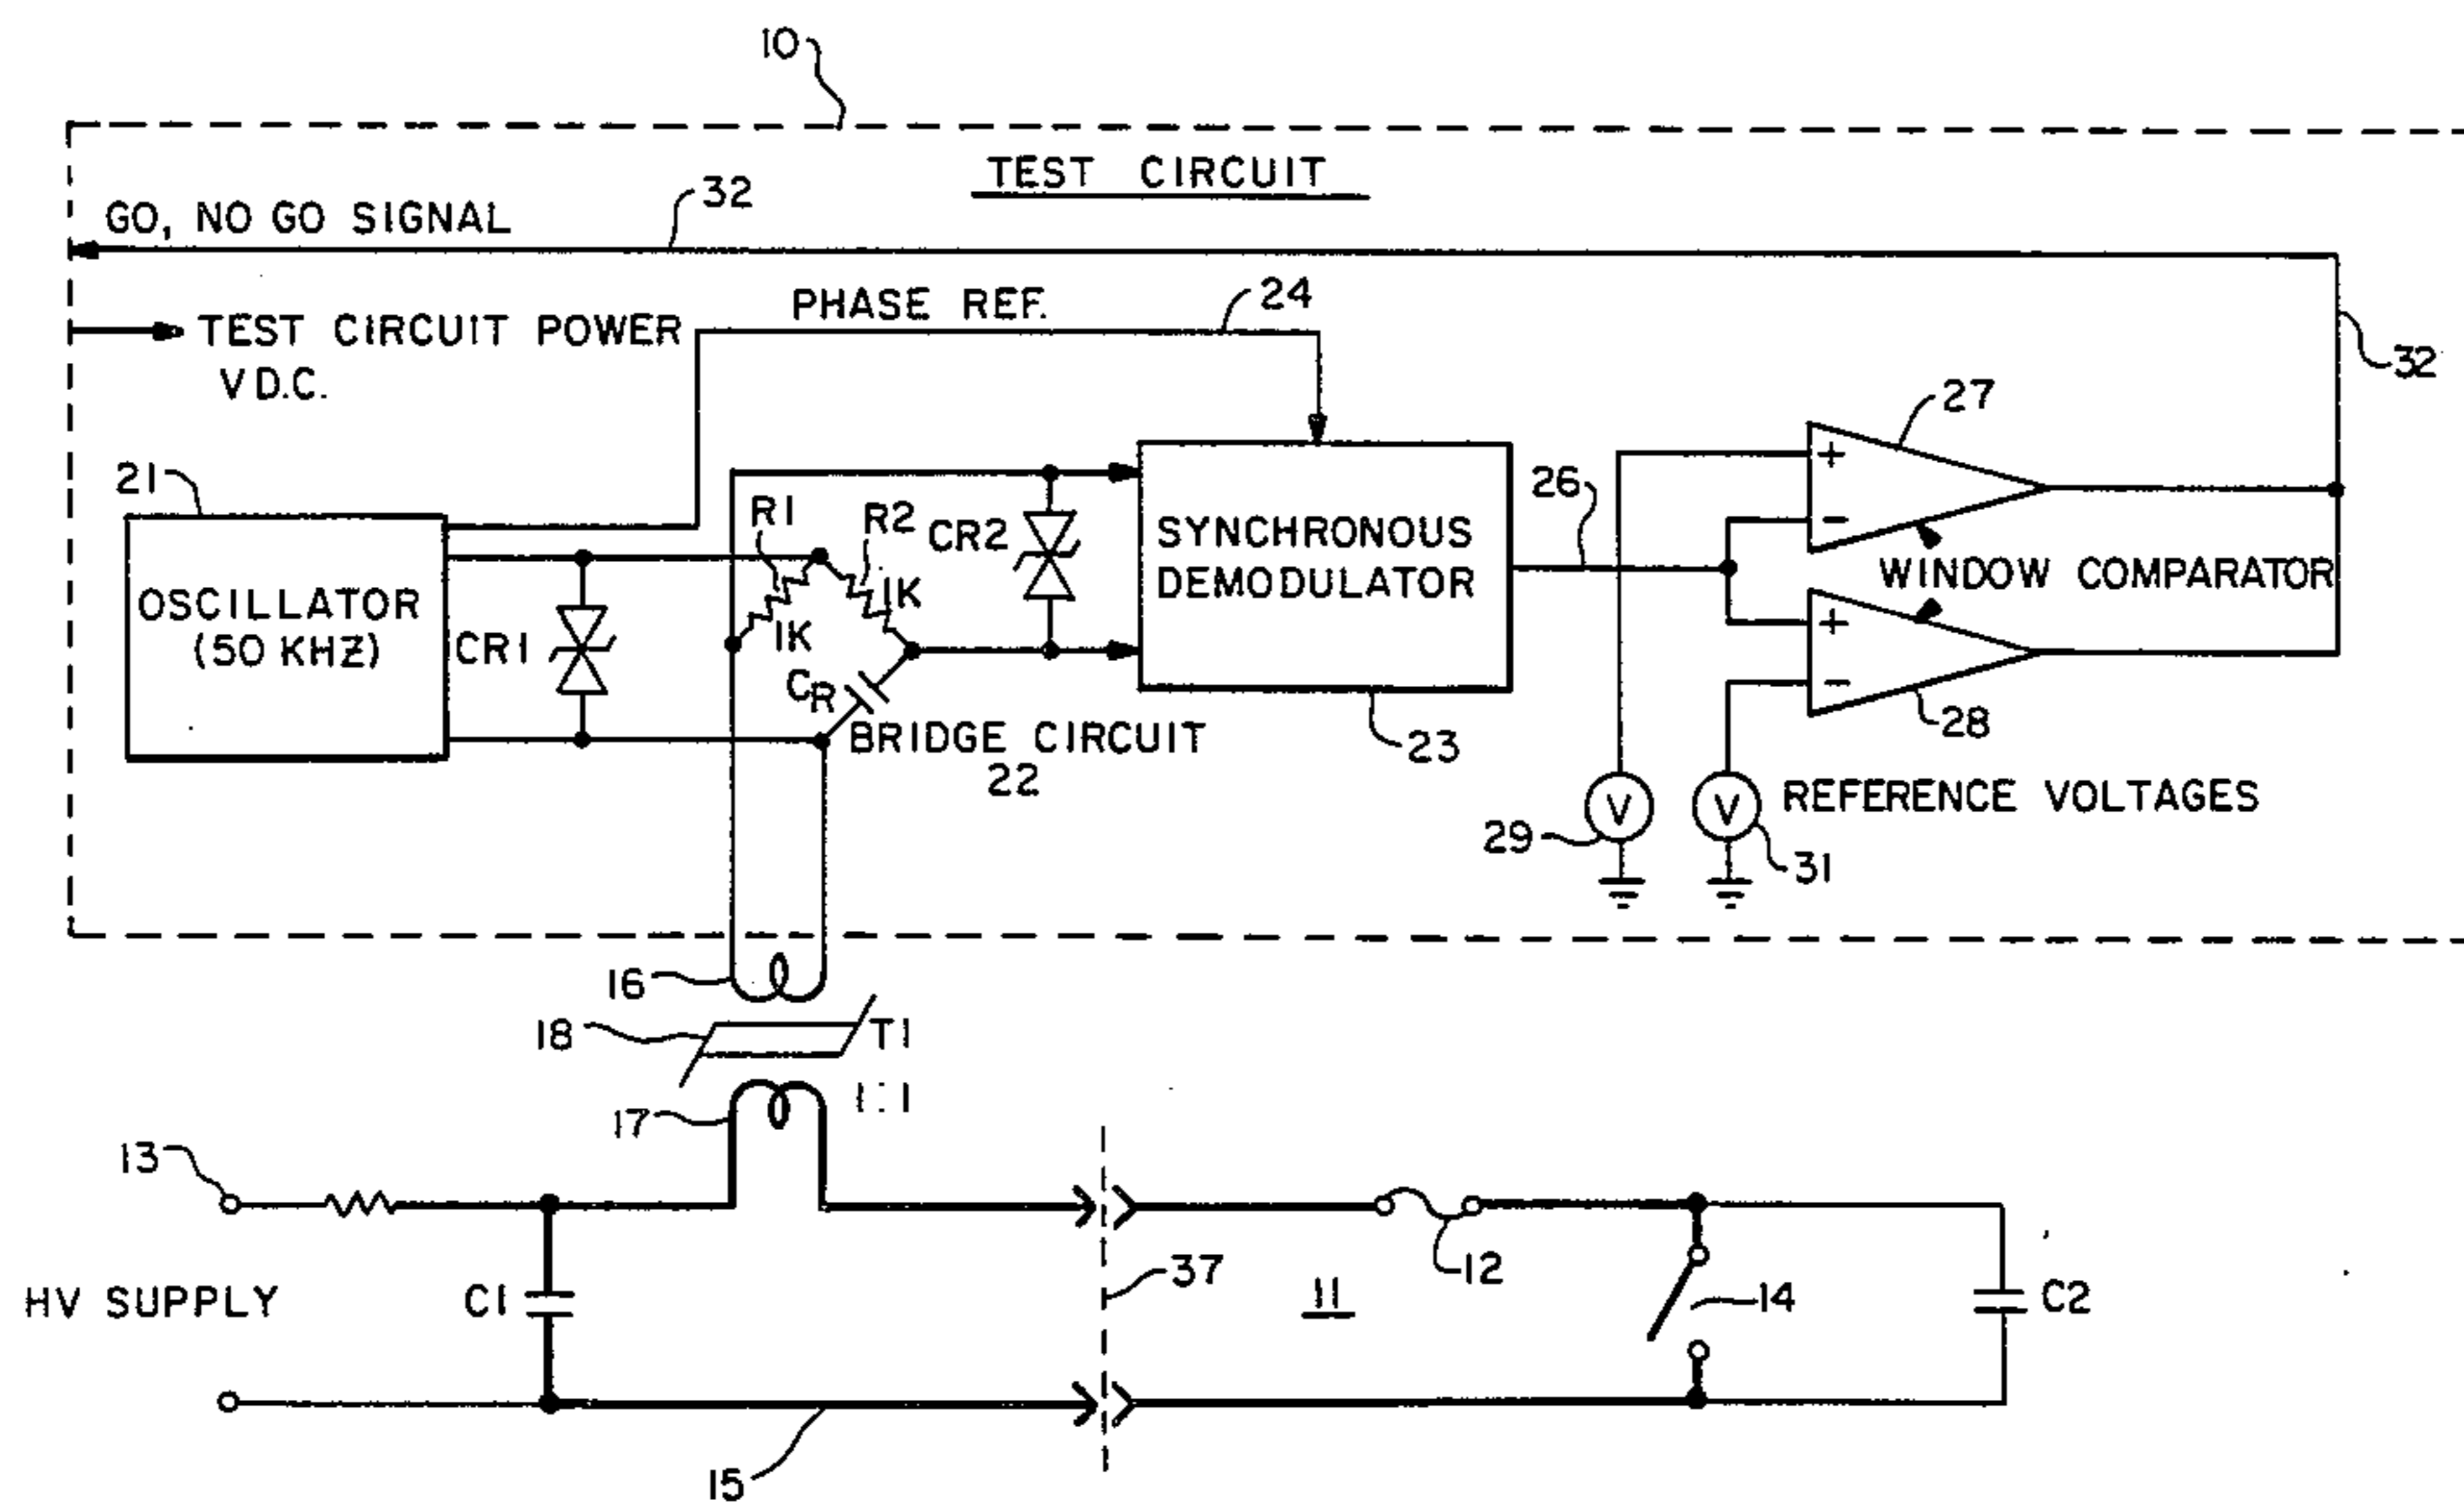 10
TEST CIRCUIT
32
GO, NO GO SIGNAL
PHASE REF.
24
TEST CIRCUIT POWER
V D.C.
32
27
21
R1
R2
CR2
26
+
-
SYNCHRONOUS
DEMODULATOR
WINDOW COMPARATOR
OSCILLATOR
(50 KHZ)
CR1
1K
1K
+
-
CR
28
BRIDGE CIRCUIT
22
23
V
V
REFERENCE VOLTAGES
29
31
16
18
T1
1:1
17
13
37
12
11
HV SUPPLY
C1
14
C2
15